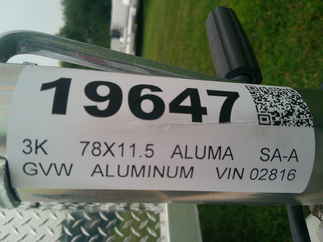 19647
3K 78X11.5 ALUMA SA-A
GVW ALUMINUM VIN 02816